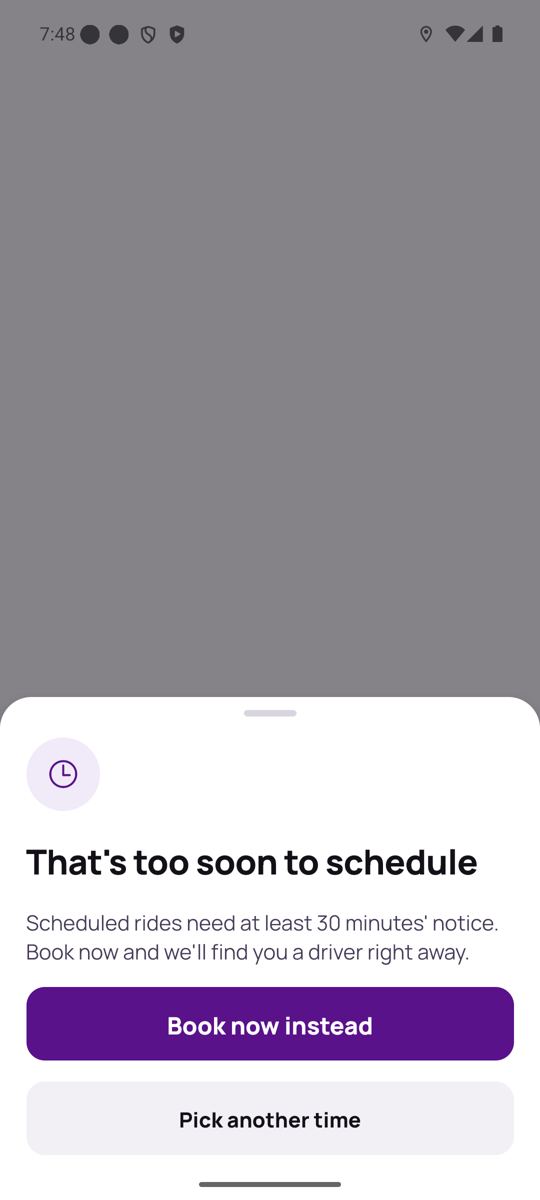 7:48
That's too soon to schedule
Scheduled rides need at least 30 minutes' notice.
Book now and we'll find you a driver right away.
Book now instead
Pick another time